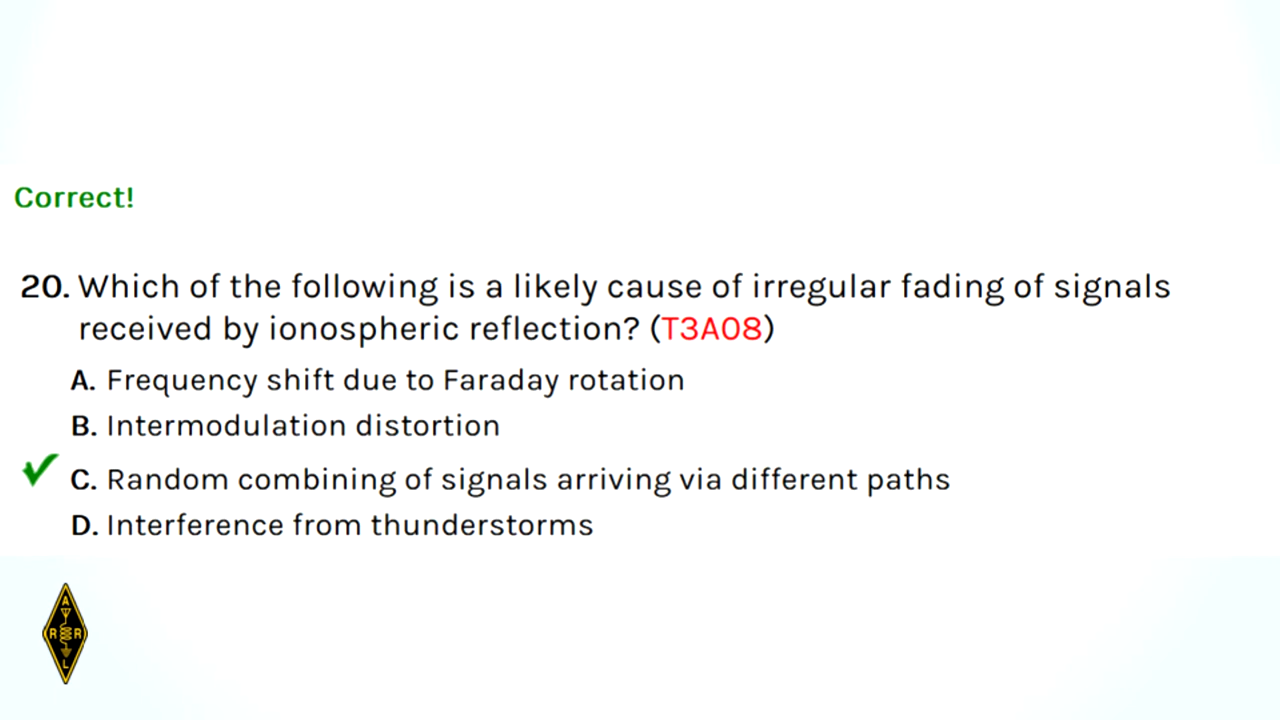 Correct!
20. Which of the following is a likely cause of irregular fading of signals
received by ionospheric reflection? (T3A08)
A. Frequency shift due to Faraday rotation
B. Intermodulation distortion
C. Random combining of signals arriving via different paths
D. Interference from thunderstorms
A
R R
L